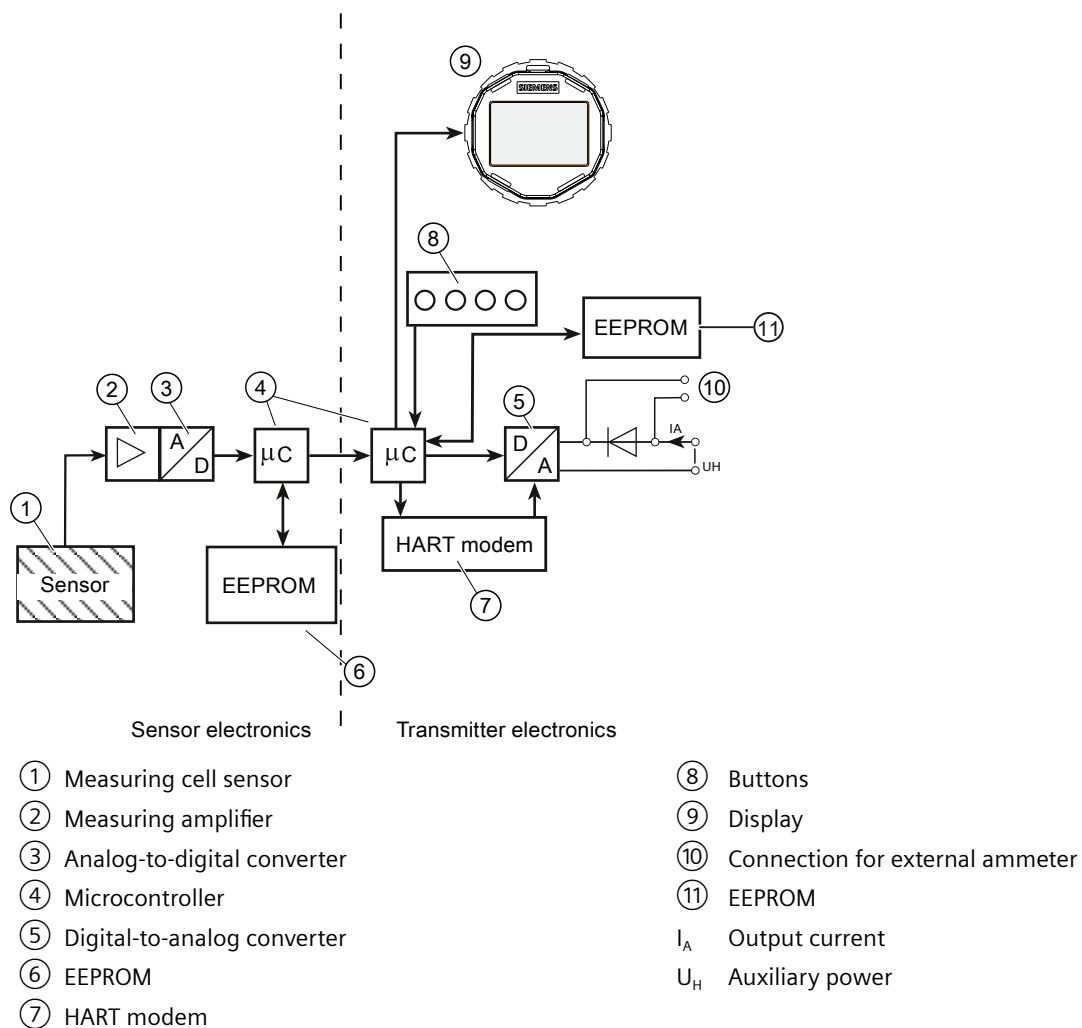 9
SIEMENS
8
EEPROM
11
2
3
4
5
10
A
D
µC
µC
D
A
IA
UH
1
Sensor
EEPROM
HART modem
7
6
Sensor electronics
Transmitter electronics
1 Measuring cell sensor
2 Measuring amplifier
3 Analog-to-digital converter
4 Microcontroller
5 Digital-to-analog converter
6 EEPROM
7 HART modem
8 Buttons
9 Display
10 Connection for external ammeter
11 EEPROM
IA Output current
UH Auxiliary power